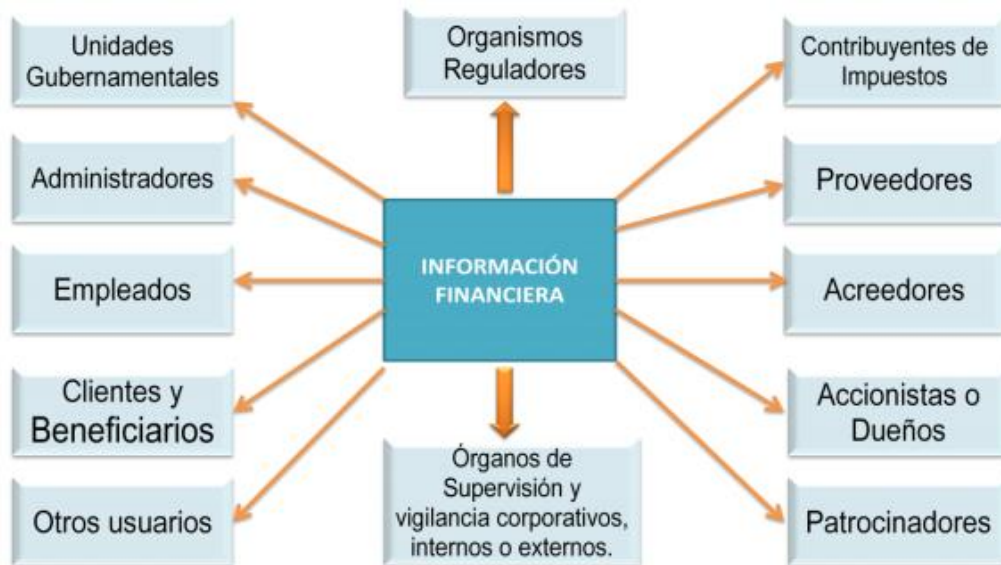 Unidades
Gubernamentales
Organismos
Reguladores
Contribuyentes de
Impuestos
Administradores
Proveedores
INFORMACIÓN
FINANCIERA
Empleados
Acreedores
Clientes y
Beneficiarios
Accionistas o
Dueños
Órganos de
Supervisión y
vigilancia corporativos,
internos o externos.
Otros usuarios
Patrocinadores